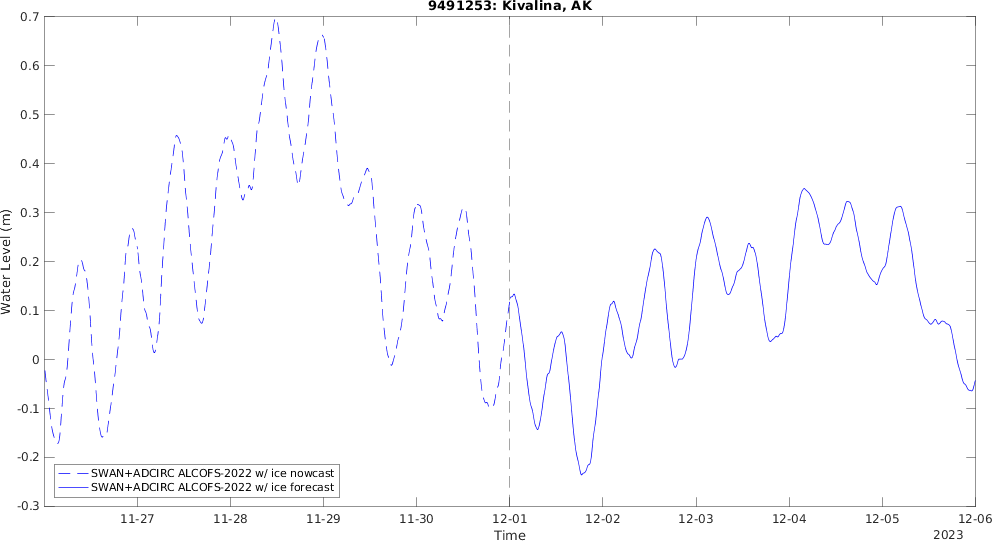 9491253: Kivalina, AK
0.7
0.6
0.5
0.4
0.3
0.2
0.1
0
-0.1
-0.2
-0.3
Water Level (m)
SWAN+ADCIRC ALCOFS-2022 w/ ice nowcast
SWAN+ADCIRC ALCOFS-2022 w/ ice forecast
11-27 11-28 11-29 11-30 12-01 12-02 12-03 12-04 12-05 12-06
Time
2023